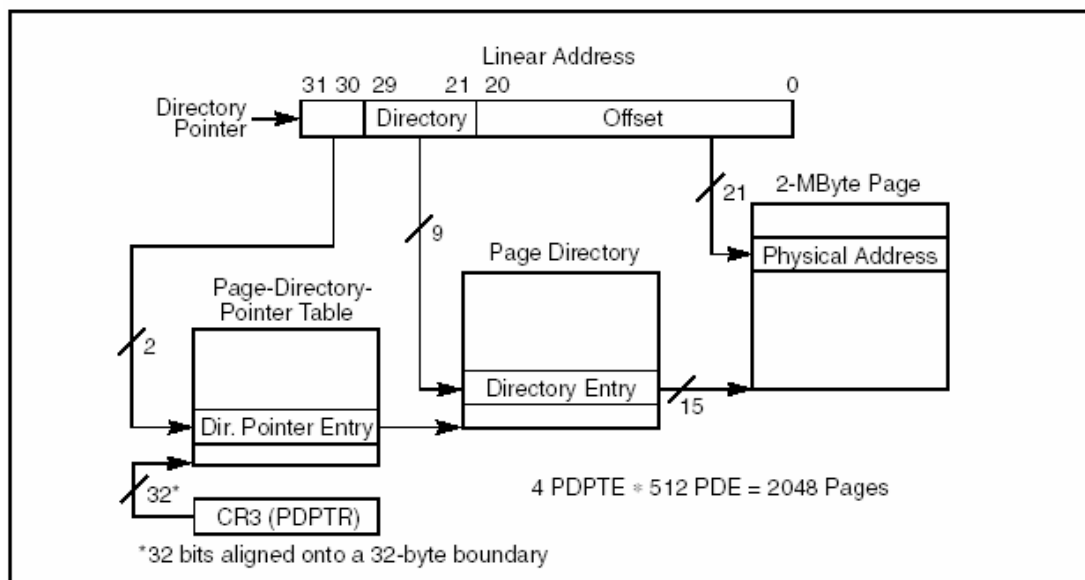 Linear Address
31 30 29 21 20 0
Directory
Pointer
Directory
Offset
21
2-MByte Page
9
Physical Address
Page Directory
Page-Directory-
Pointer Table
2
Directory Entry
15
Dir. Pointer Entry
32*
4 PDPTE * 512 PDE = 2048 Pages
CR3 (PDPTR)
*32 bits aligned onto a 32-byte boundary